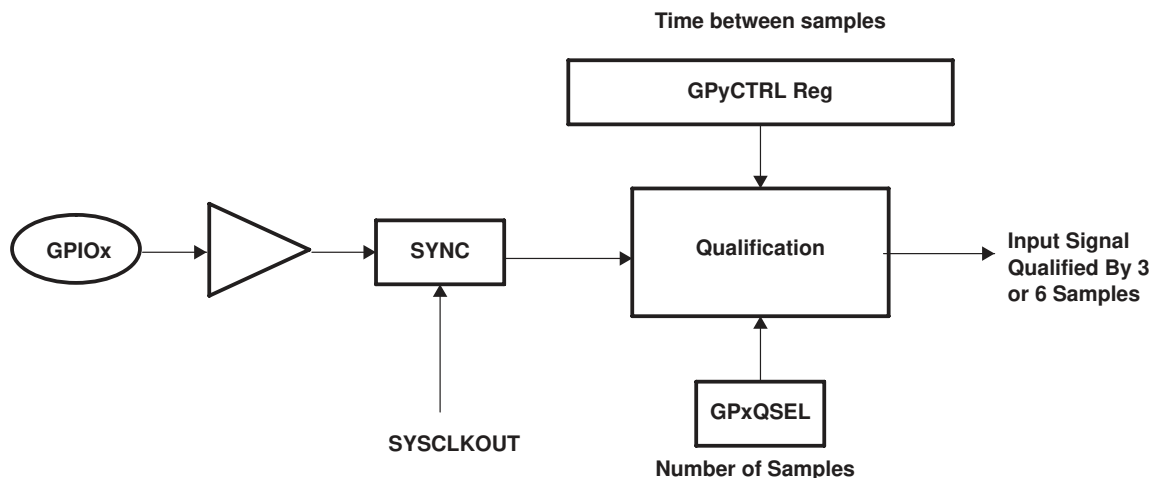 Time between samples
GPyCTRL Reg
GPIOx
SYNC
Qualification
Input Signal
Qualified By 3
or 6 Samples
GPxQSEL
SYSCLKOUT
Number of Samples